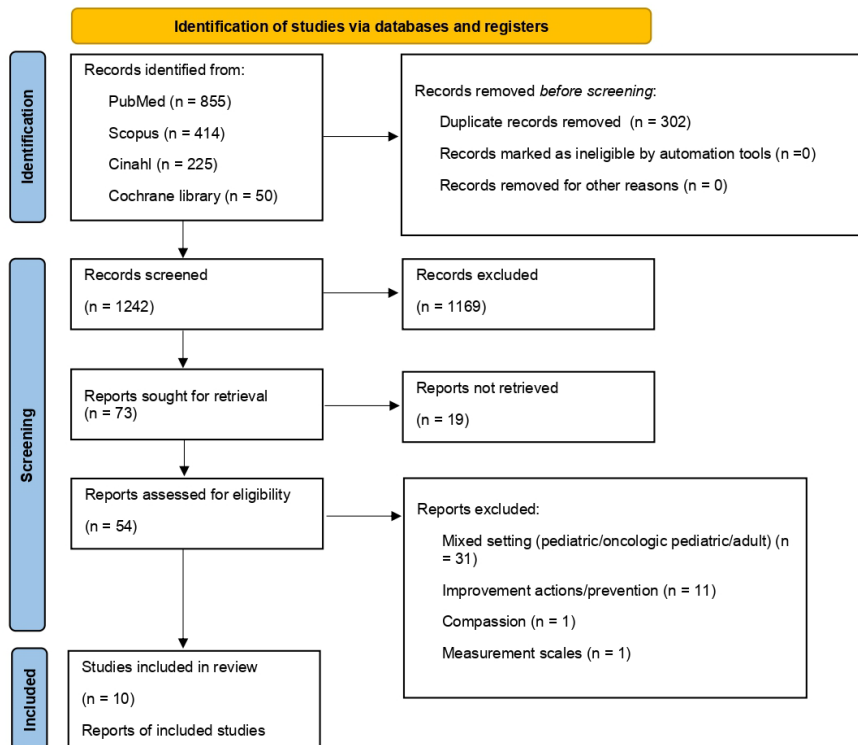 Identification of studies via databases and registers
Identification
Records identified from:
PubMed (n = 855)
Scopus (n = 414)
Cinahl (n = 225)
Cochrane library (n = 50)
Records removed before screening:
Duplicate records removed (n = 302)
Records marked as ineligible by automation tools (n =0)
Records removed for other reasons (n = 0)
Screening
Records screened
(n = 1242)
Records excluded
(n = 1169)
Reports sought for retrieval
(n = 73)
Reports not retrieved
(n = 19)
Reports assessed for eligibility
(n = 54)
Reports excluded:
Mixed setting (pediatric/oncologic pediatric/adult) (n
= 31)
Improvement actions/prevention (n = 11)
Compassion (n = 1)
Measurement scales (n = 1)
Included
Studies included in review
(n = 10)
Reports of included studies